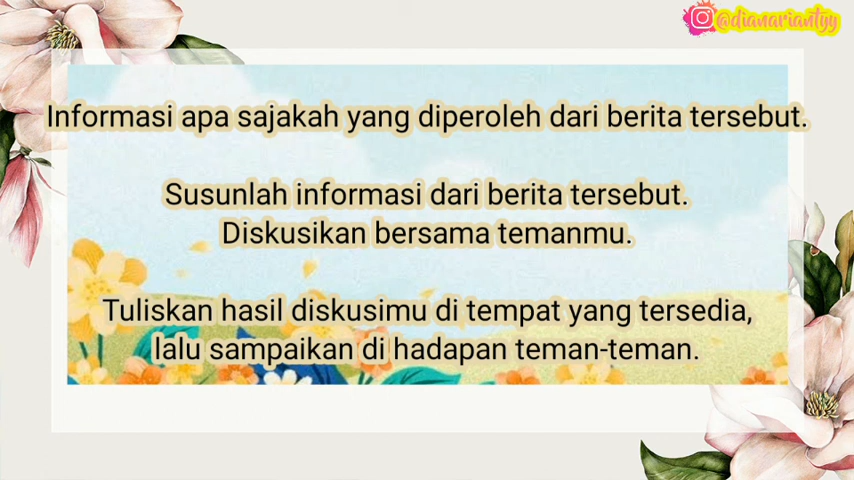 @dianariantyy
Informasi apa sajakah yang diperoleh dari berita tersebut.
Susunlah informasi dari berita tersebut.
Diskusikan bersama temanmu.
Tuliskan hasil diskusimu di tempat yang tersedia,
lalu sampaikan di hadapan teman-teman.